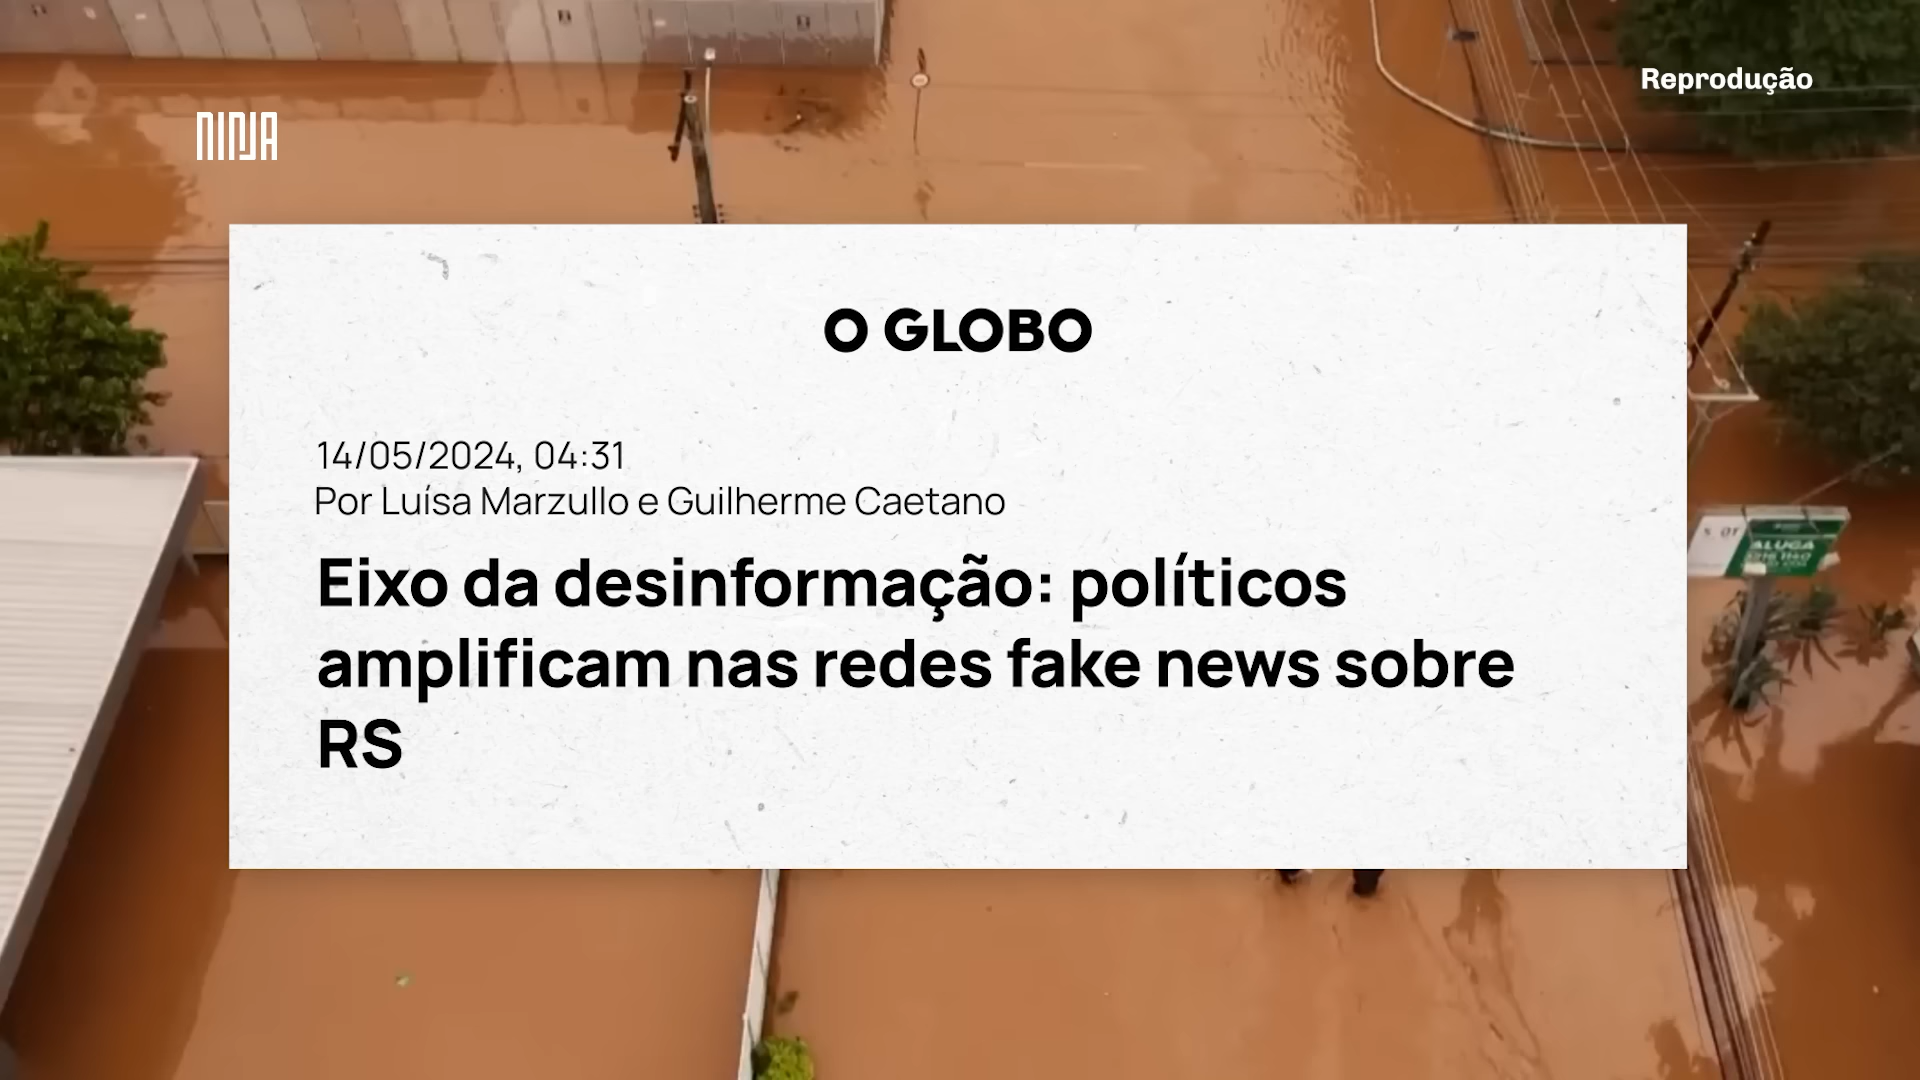 Reprodução
NINJA
O GLOBO
14/05/2024, 04:31
Por Luísa Marzullo e Guilherme Caetano
Eixo da desinformação: políticos
amplificam nas redes fake news sobre
RS
ALUGA